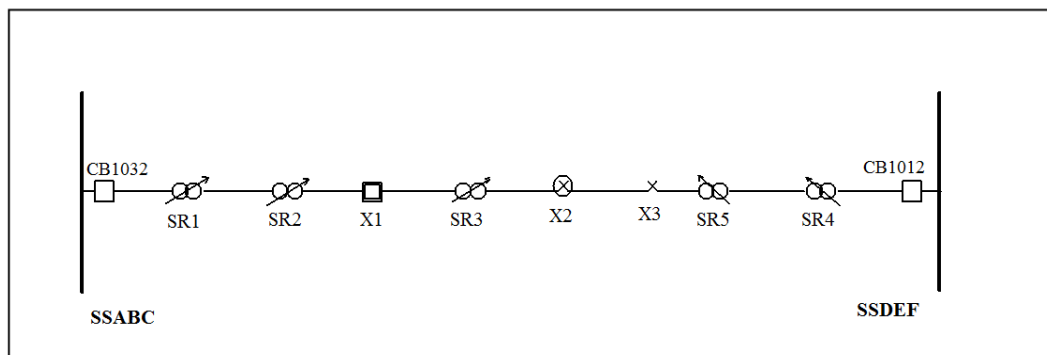 CB1032
CB1012
SR1
SR2
X1
SR3
X2
X3
SR5
SR4
SSABC
SSDEF